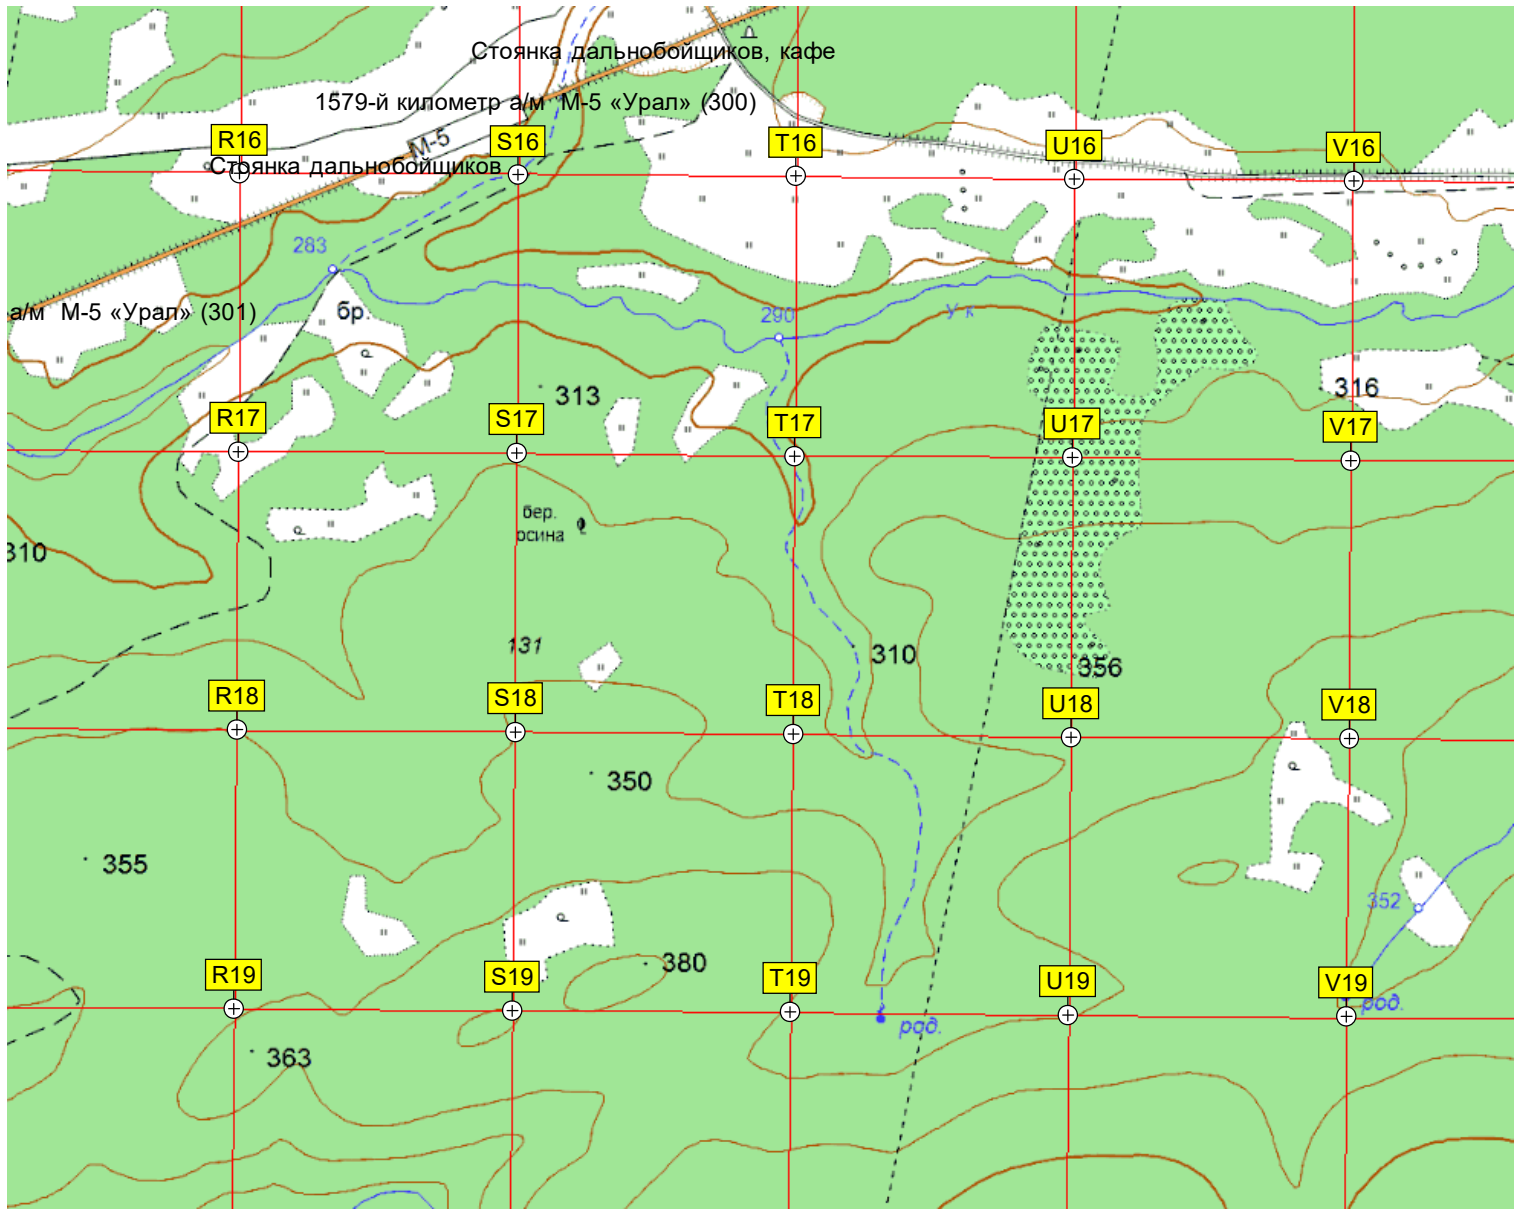 Стоянка дальнобойщиков, кафе
1579-й километр а/м М-5 «Урал» (300)
М-5
R16
S16
T16
U16
V16
Стоянка дальнобойщиков
283
а/м М-5 «Урал» (301)
бр.
290
У к
313
316
R17
S17
T17
U17
V17
бер.
осина
310
131
310
356
R18
S18
T18
U18
V18
350
355
352
380
R19
S19
T19
U19
V19
род.
род.
363